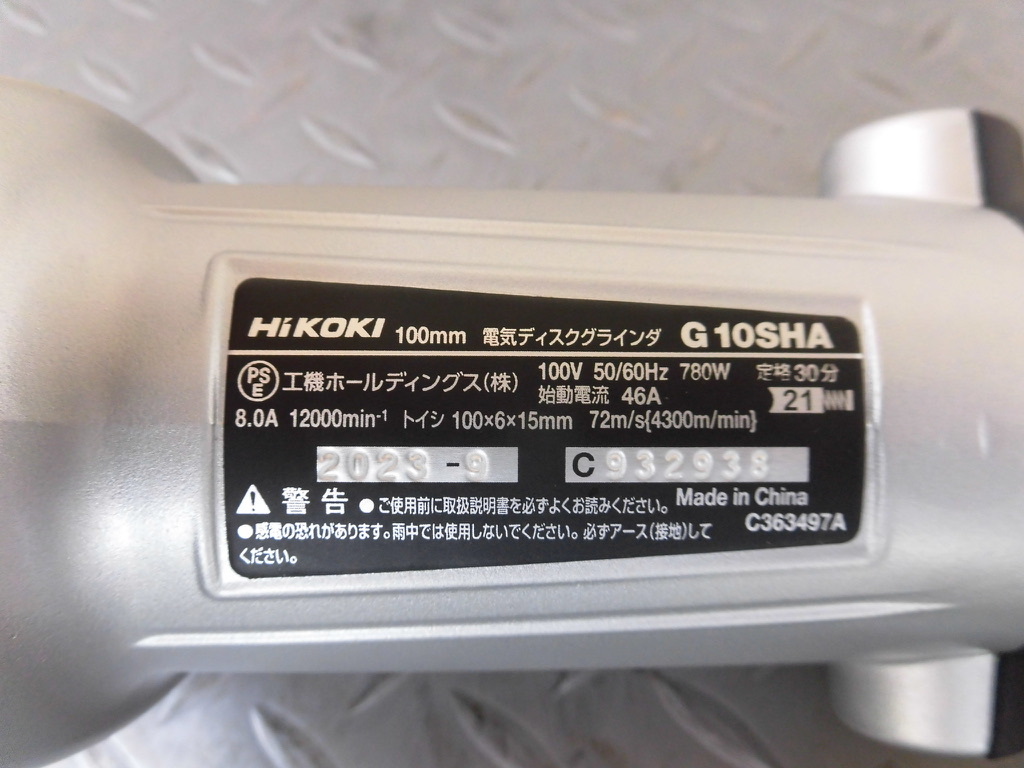 HiKOKI 100mm 電気ディスクグラインダ G10SHA
PSE 工機ホールディングス(株) 100V 50/60Hz 780W 定格30分
始動電流 46A 21
8.0A 12000min⁻¹ トイシ 100×6×15mm 72m/s{4300m/min}
2023-9 C932938
警告 ●ご使用前に取扱説明書を必ずよくお読みください。 Made in China
●感電の恐れがあります。雨中では使用しないでください。必ずアース(接地)して C363497A
ください。